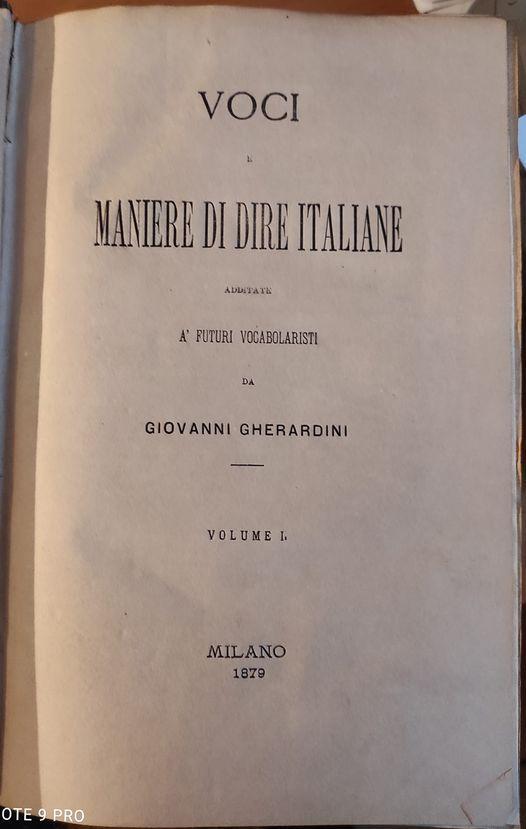 VOCI
E
MANIERE DI DIRE ITALIANE
ADDITATE
A' FUTURI VOCABOLARISTI
DA
GIOVANNI GHERARDINI
VOLUME I.
MILANO
1879
OTE 9 PRO